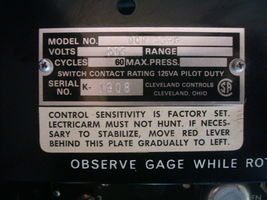 MODEL NO.
VOLTS RANGE
CYCLES 60 MAX.PRESS.
SWITCH CONTACT RATING 125VA PILOT DUTY
SERIAL NO. K- 0908 CLEVELAND CONTROLS
CLEVELAND, OHIO
CONTROL SENSITIVITY IS FACTORY SET.
LECTRICARM MUST NOT HUNT. IF NECES-
SARY TO STABILIZE, MOVE RED LEVER
BEHIND THIS PLATE GRADUALLY TO LEFT.
OBSERVE GAGE WHILE RO